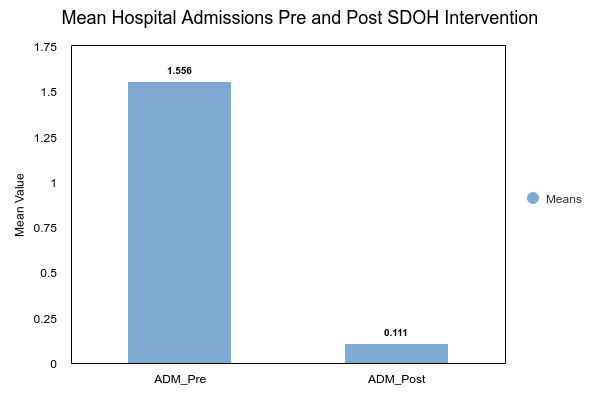 Mean Hospital Admissions Pre and Post SDOH Intervention
1.75
1.5
1.25
1
0.75
0.5
0.25
0
Mean Value
1.556
0.111
ADM_Pre
ADM_Post
Means